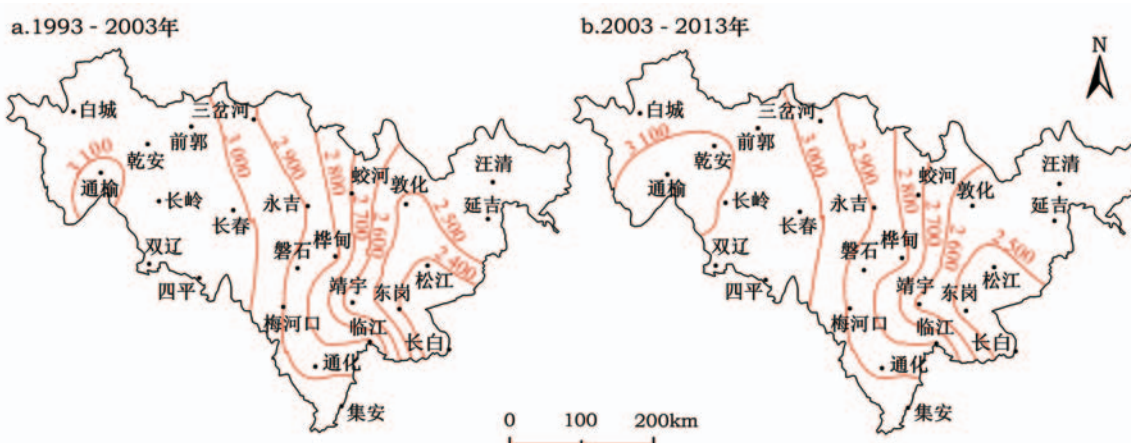 a.1993 - 2003年
白城
三岔河
前郭
乾安
3 100
通榆
长岭
长春
双辽
四平
3 000
2 900
2 800
蛟河
2 700
2 600
敦化
2 500
汪清
延吉
永吉
桦甸
磐石
2 400
松江
靖宇
东岗
梅河口
临江
长白
通化
集安
b.2003 - 2013年
N
白城
三岔河
前郭
3 100
乾安
通榆
长岭
长春
双辽
四平
3 000
2 900
2 800
蛟河
2 700
2 600
敦化
汪清
延吉
永吉
桦甸
磐石
2 500
松江
靖宇
东岗
梅河口
临江
长白
通化
集安
0 100 200km